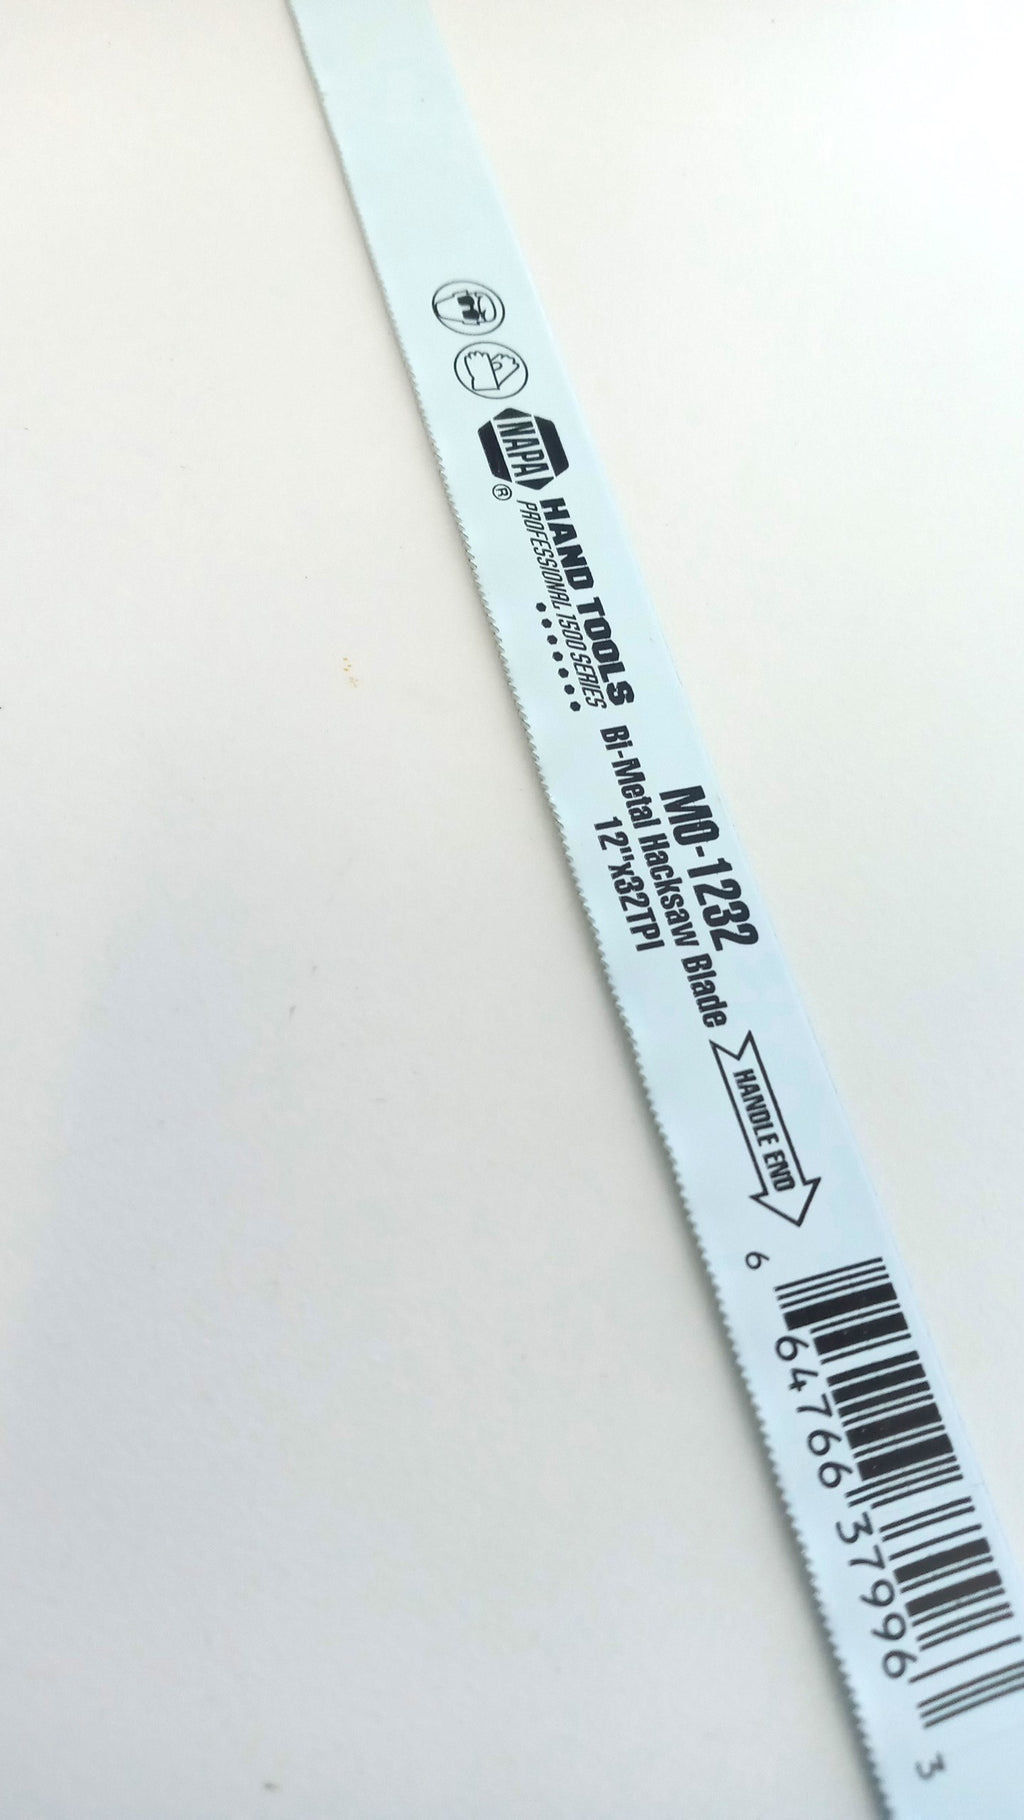 NAPA
®
HAND TOOLS
PROFESSIONAL 1500 SERIES
M0-1232
Bi-Metal Hacksaw Blade
12"x32TPI
HANDLE END
6 64766 37996 3